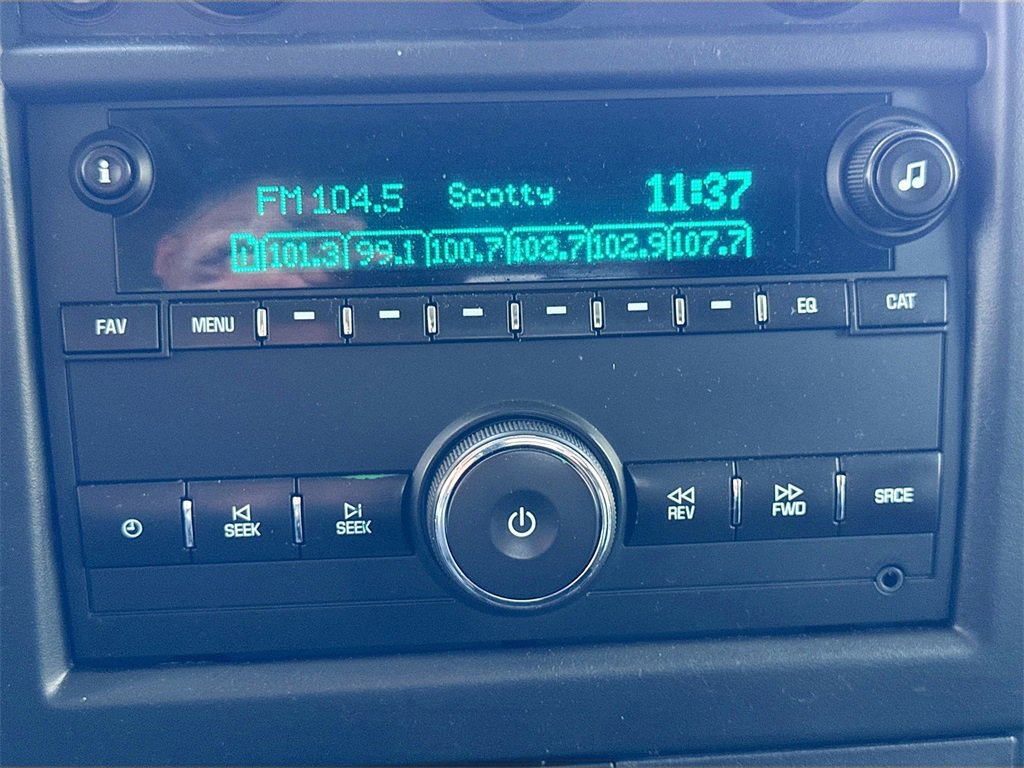 i
FM 104.5 Scotty 11:37
101.3 99.1 100.7 103.7 102.9 107.7
FAV MENU EQ CAT
SEEK SEEK REV FWD SRCE